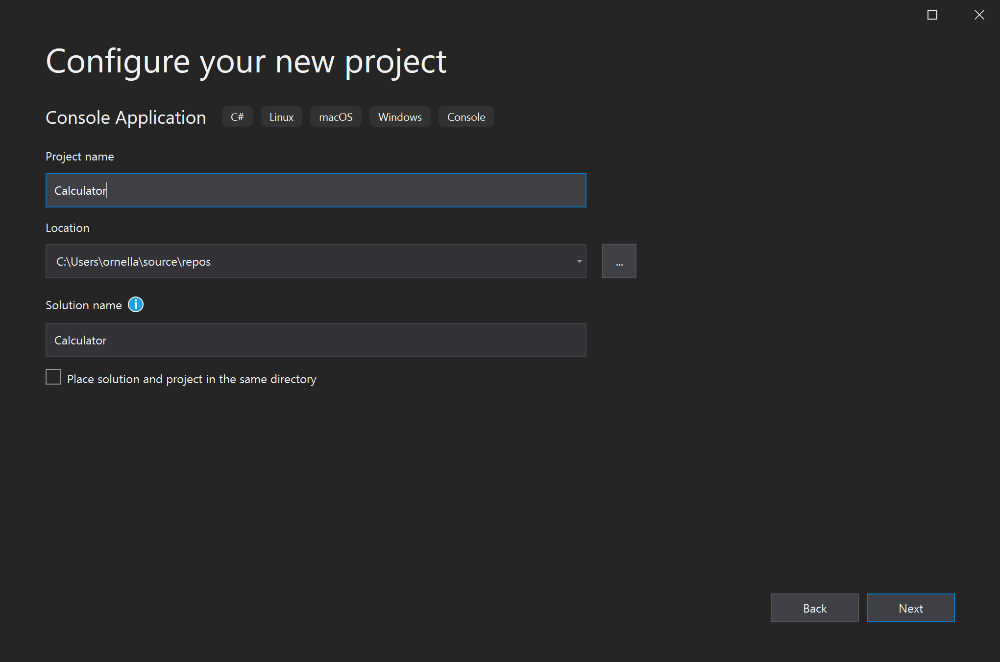 Configure your new project
Console Application C# Linux macOS Windows Console
Project name
Calculator
Location
C:\Users\ornella\source\repos
...
Solution name
Calculator
Place solution and project in the same directory
Back Next